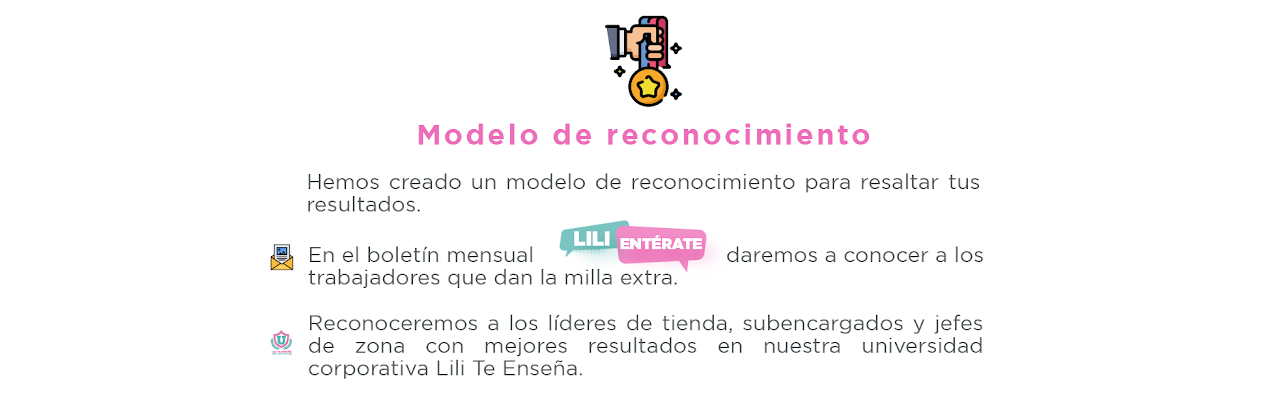 Modelo de reconocimiento
Hemos creado un modelo de reconocimiento para resaltar tus
resultados.
En el boletín mensual LILI ENTÉRATE daremos a conocer a los
trabajadores que dan la milla extra.
Reconoceremos a los líderes de tienda, subencargados y jefes
de zona con mejores resultados en nuestra universidad
corporativa Lili Te Enseña.